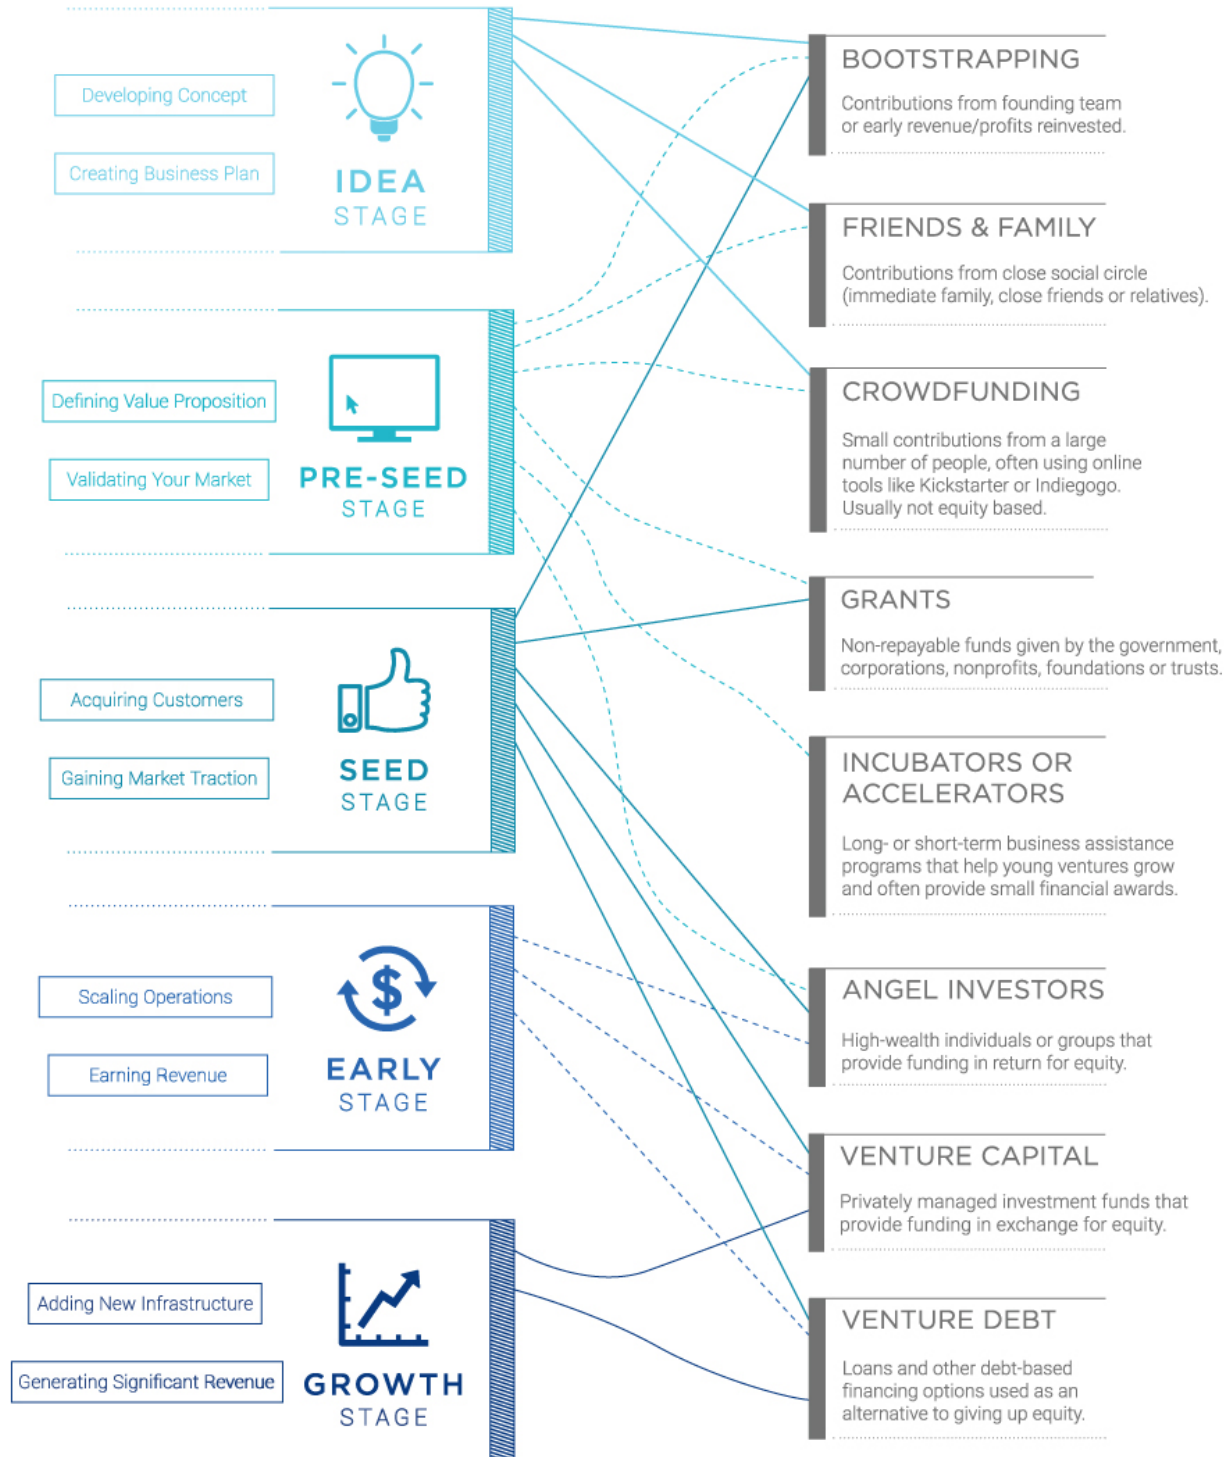 Developing Concept
Creating Business Plan
IDEA
STAGE
Defining Value Proposition
Validating Your Market
PRE-SEED
STAGE
Acquiring Customers
Gaining Market Traction
SEED
STAGE
Scaling Operations
Earning Revenue
$
EARLY
STAGE
Adding New Infrastructure
Generating Significant Revenue
GROWTH
STAGE
BOOTSTRAPPING
Contributions from founding team
or early revenue/profits reinvested.
FRIENDS & FAMILY
Contributions from close social circle
(immediate family, close friends or relatives).
CROWDFUNDING
Small contributions from a large
number of people, often using online
tools like Kickstarter or Indiegogo.
Usually not equity based.
GRANTS
Non-repayable funds given by the government,
corporations, nonprofits, foundations or trusts.
INCUBATORS OR
ACCELERATORS
Long- or short-term business assistance
programs that help young ventures grow
and often provide small financial awards.
ANGEL INVESTORS
High-wealth individuals or groups that
provide funding in return for equity.
VENTURE CAPITAL
Privately managed investment funds that
provide funding in exchange for equity.
VENTURE DEBT
Loans and other debt-based
financing options used as an
alternative to giving up equity.